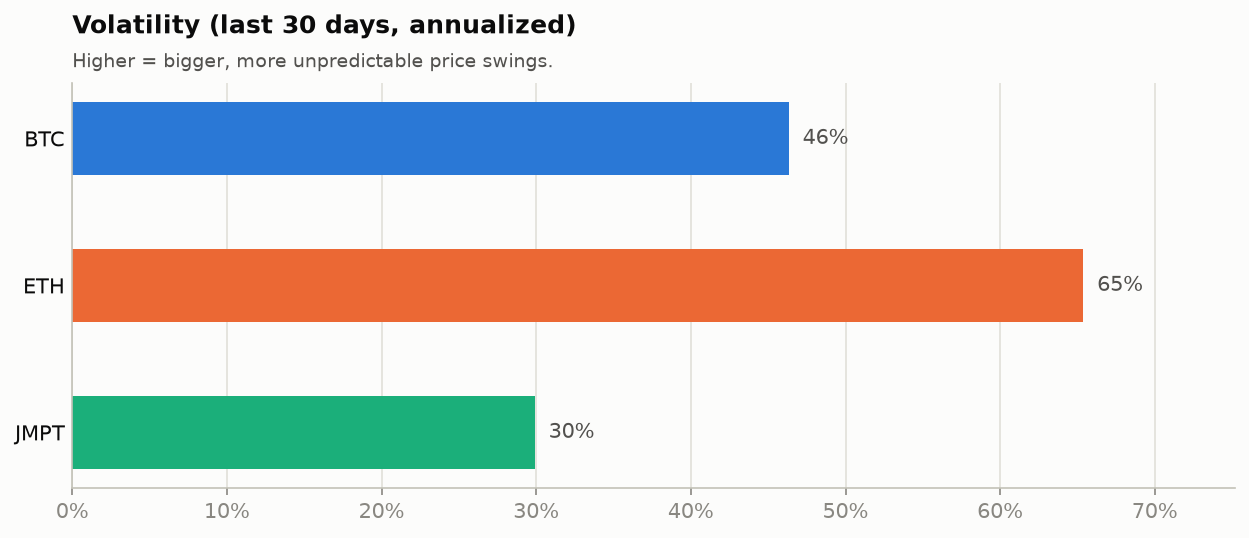 Volatility (last 30 days, annualized)
Higher = bigger, more unpredictable price swings.
BTC
46%
ETH
65%
JMPT
30%
0% 10% 20% 30% 40% 50% 60% 70%